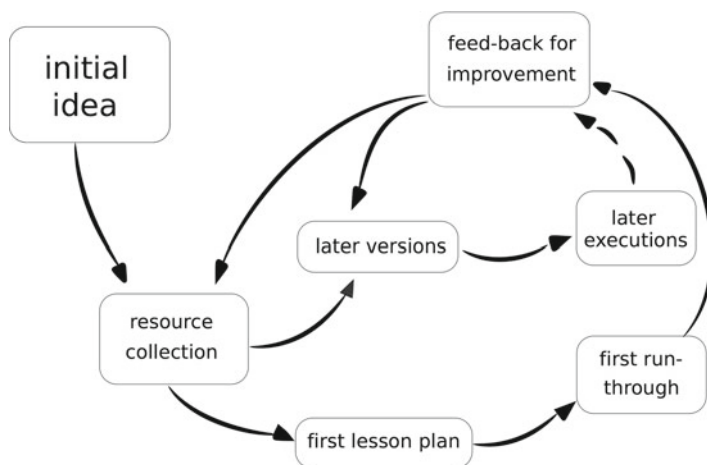 initial
idea
feed-back for
improvement
later versions
later
executions
resource
collection
first run-
through
first lesson plan